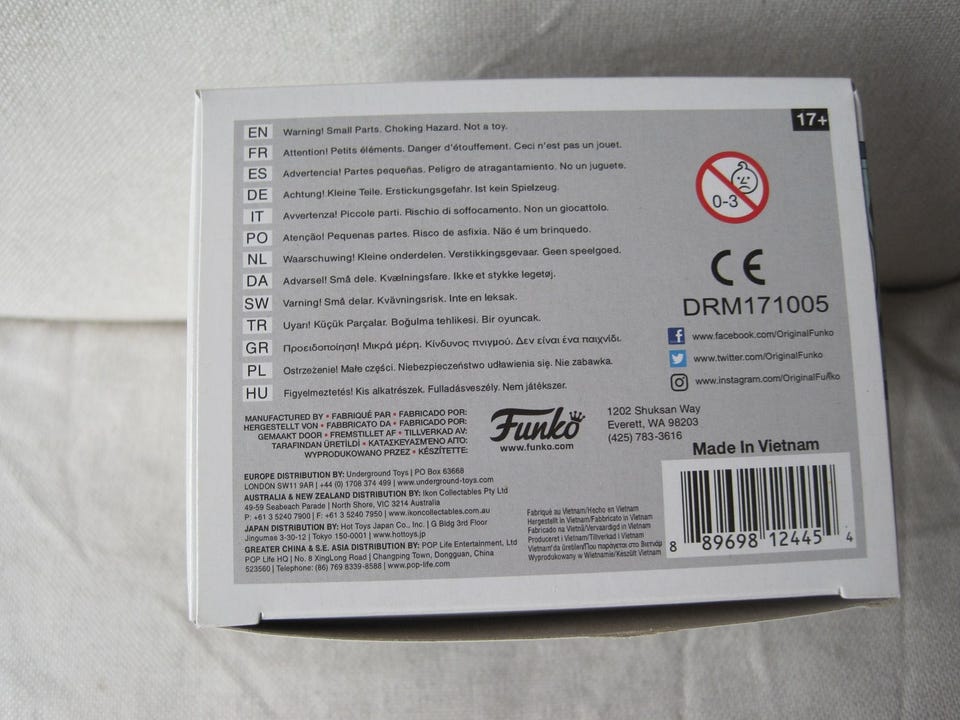 17+
EN Warning! Small Parts. Choking Hazard. Not a toy.
FR Attention! Petits éléments. Danger d'étouffement. Ceci n'est pas un jouet.
ES Advertencia! Partes pequeñas. Peligro de atragantamiento. No un juguete.
DE Achtung! Kleine Teile. Erstickungsgefahr. Ist kein Spielzeug.
IT Avvertenza! Piccole parti. Rischio di soffocamento. Non un giocattolo.
PO Atenção! Pequenas partes. Risco de asfixia. Não é um brinquedo.
NL Waarschuwing! Kleine onderdelen. Verstikkingsgevaar. Geen speelgoed.
DA Advarsel! Små dele. Kvælningsfare. Ikke et stykke legetøj.
SW Varning! Små delar. Kvävningsrisk. Inte en leksak.
TR Uyarı! Küçük Parçalar. Boğulma tehlikesi. Bir oyuncak.
GR Προειδοποίηση! Μικρά μέρη. Κίνδυνος πνιγμού. Δεν είναι ένα παιχνίδι.
PL Ostrzeżenie! Małe części. Niebezpieczeństwo udławienia się. Nie zabawka.
HU Figyelmeztetés! Kis alkatrészek. Fulladásveszély. Nem játékszer.
0-3
CE
DRM171005
www.facebook.com/OriginalFunko
www.twitter.com/OriginalFunko
www.instagram.com/OriginalFunko
MANUFACTURED BY • FABRIQUÉ PAR • FABRICADO POR:
HERGESTELLT VON • FABBRICATO DA • FABRICADO POR:
GEMAAKT DOOR • FREMSTILLET AF • TILLVERKAD AV:
TARAFINDAN ÜRETİLDİ • ΚΑΤΑΣΚΕΥΑΣΜΕΝΟ ΑΠΟ:
WYPRODUKOWANO PRZEZ • KÉSZÍTETTE:
Funko
www.funko.com
1202 Shuksan Way
Everett, WA 98203
(425) 783-3616
Made In Vietnam
EUROPE DISTRIBUTION BY: Underground Toys | PO Box 63668
LONDON SW11 9AR | +44 (0) 1708 374 499 | www.underground-toys.com
AUSTRALIA & NEW ZEALAND DISTRIBUTION BY: Ikon Collectables Pty Ltd
49-59 Seabeach Parade | North Shore, VIC 3214 Australia
P: +61 3 5240 7900 | F: +61 3 5240 7950 | www.ikoncollectables.com.au
JAPAN DISTRIBUTION BY: Hot Toys Japan Co., Inc. | G Bldg 3rd Floor
Jingumae 3-30-12 | Tokyo 150-0001 | www.hottoys.jp
GREATER CHINA & S.E. ASIA DISTRIBUTION BY: POP Life Entertainment, Ltd
POP Life HQ | No. 8 XingLong Road | Changping Town, Dongguan, China
523560 | Telephone: (86) 769 8339-8588 | www.pop-life.com
Fabriqué au Vietnam/Hecho en Vietnam
Hergestellt in Vietnam/Fabbricato in Vietnam
Fabricado na Vietnã/Vervaardigd in Vietnam
Produceret i Vietnam/Tillverkad i Vietnam
Vietnam'da üretilen/Που παράγεται στο Βιετνάμ
Wyprodukowany w Wietnamie/Készült Vietnam
8 89698 12445 4